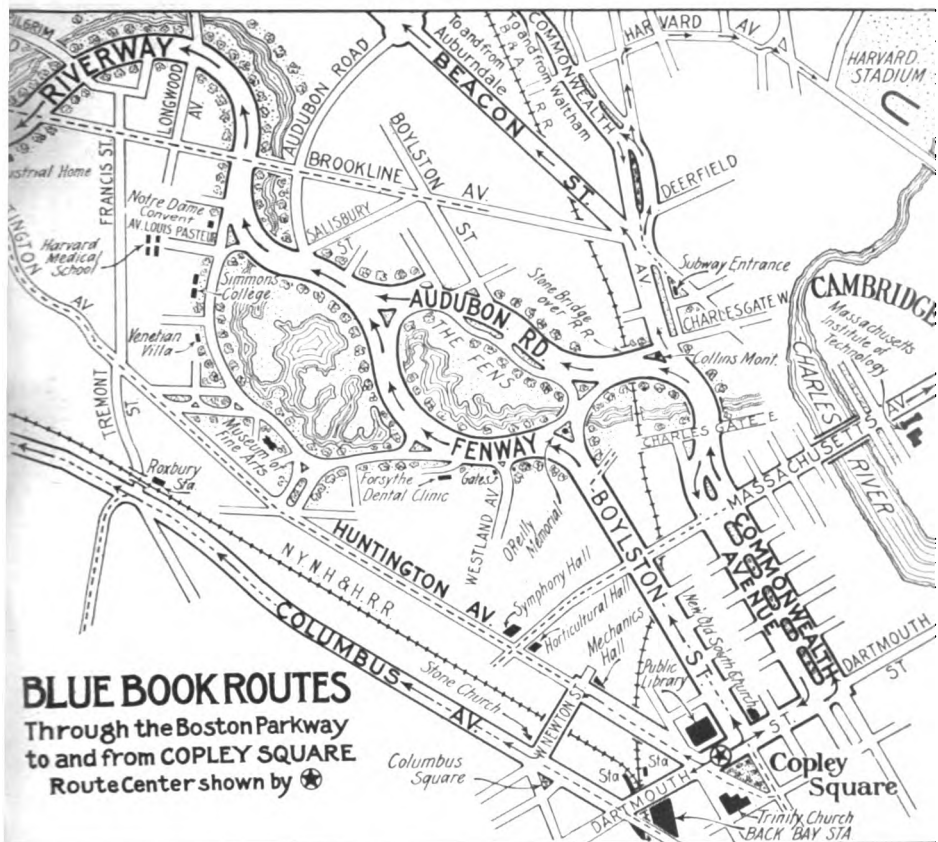 PILGRIM
RIVERWAY
LONGWOOD
AV.
AUDUBON ROAD
To and from
Auburndale
BEACON ST
B & A R R
COMMONWEALTH
To and from Waltham
HARVARD AV
HARVARD
STADIUM
FRANCIS ST.
BROOKLINE AV.
BOYLSTON
ST
DEERFIELD
ustrial Home
Notre Dame
Convent
AV. LOUIS PASTEUR
SALISBURY
ST
Harvard
Medical
School
TINGTON AV
Simmons
College
AV
Subway Entrance
Stone Bridge
over R R
CAMBRIDGE
CHARLESGATE W.
AUDUBON
RD
Massachusetts
Institute of
Technology
Venetian
Villa
THE FENS
Collins Mont.
CHARLES
RIVER
TREMONT
ST
Museum of
Fine Arts
FENWAY
CHARLES GATE E
MASSACHUSETTS AV
Roxbury
Sta.
Forsythe
Dental Clinic
Gates
WESTLAND AV
O'Reilly
Memorial
BOYLSTON ST
COMMONWEALTH
AVENUE
HUNTINGTON AV
N.Y. N H & H. R. R
Symphony Hall
Horticultural Hall
Mechanics
Hall
New Old South Church
Public
Library
COLUMBUS AV.
Stone Church
W. NEWTON ST
DARTMOUTH
ST
BLUE BOOK ROUTES
Through the Boston Parkway
to and from COPLEY SQUARE
Route Center shown by
Columbus
Square
Sta
Sta
DARTMOUTH ST
Copley
Square
Trinity Church
BACK BAY STA